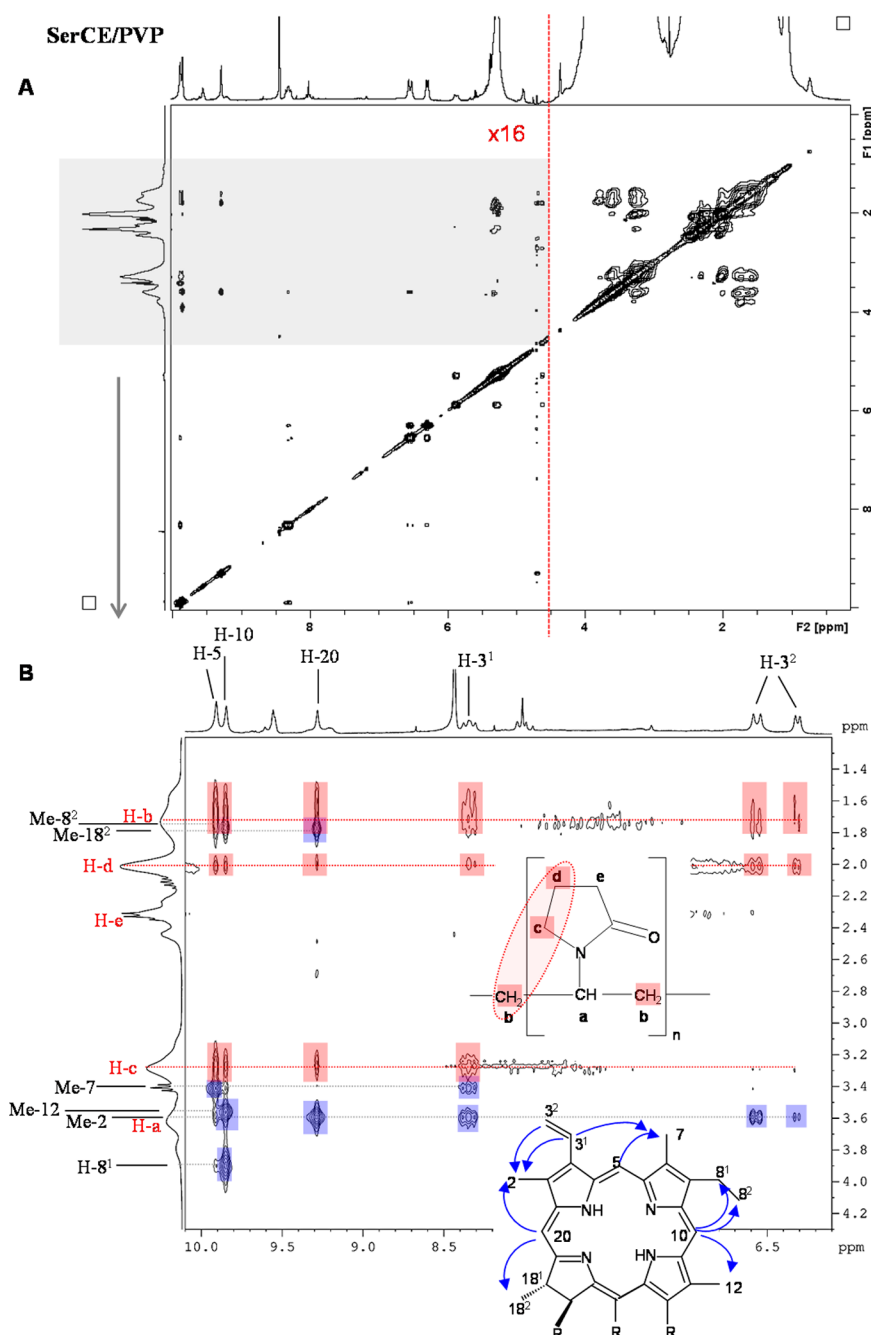 SerCE/PVP
A
x16
F1 [ppm]
2
4
6
8
8
6
4
2
F2 [ppm]
H-10
H-5
H-20
H-3¹
H-3²
B
ppm
Me-8²
H-b
Me-18²
H-d
H-e
H-c
Me-7
Me-12
Me-2
H-a
H-8¹
1.4
1.6
1.8
2.0
2.2
2.4
2.6
2.8
3.0
3.2
3.4
3.6
3.8
4.0
4.2
d
e
c
N
O
CH₂
CH
CH₂
b
a
b
n
3²
3¹
7
5
2
8¹
8²
NH
N
20
10
N
HN
18¹
18²
12
R
R
R
10.0
9.5
9.0
8.5
6.5
ppm